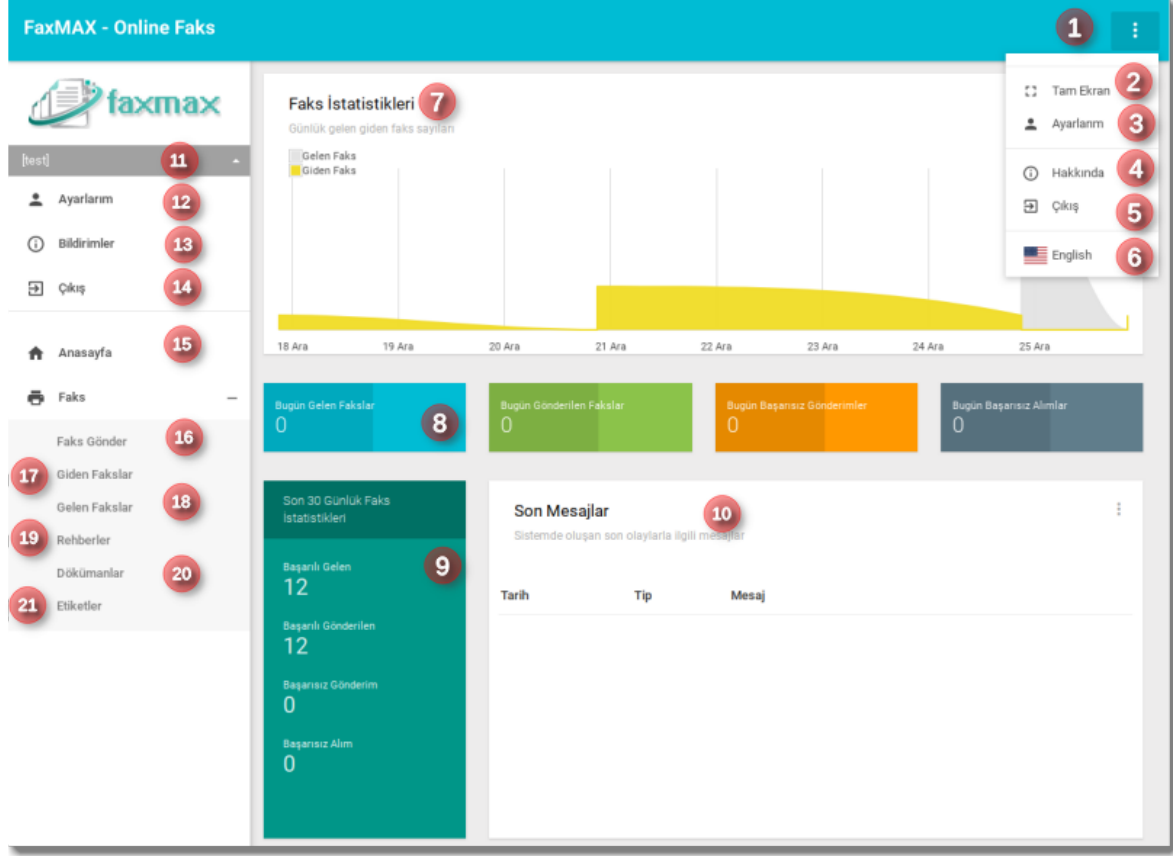 FaxMAX - Online Faks
1
faxmax
[test]
11
Ayarlarım
12
Bildirimler
13
Çıkış
14
Anasayfa
15
Faks
Faks Gönder
16
17
Giden Fakslar
Gelen Fakslar
18
19
Rehberler
Dökümanlar
20
21
Etiketler
Faks İstatistikleri
7
Günlük gelen giden faks sayıları
Gelen Faks
Giden Faks
18 Ara 19 Ara 20 Ara 21 Ara 22 Ara 23 Ara 24 Ara 25 Ara
Tam Ekran
2
Ayarlarım
3
Hakkında
4
Çıkış
5
English
6
Bugün Gelen Fakslar
0
8
Bugün Gönderilen Fakslar
0
Bugün Başarısız Gönderimler
0
Bugün Başarısız Alımlar
0
Son 30 Günlük Faks
İstatistikleri
9
Başarılı Gelen
12
Başarılı Gönderilen
12
Başarısız Gönderim
0
Başarısız Alım
0
Son Mesajlar
10
Sistemde oluşan son olaylarla ilgili mesajlar
Tarih Tip Mesaj